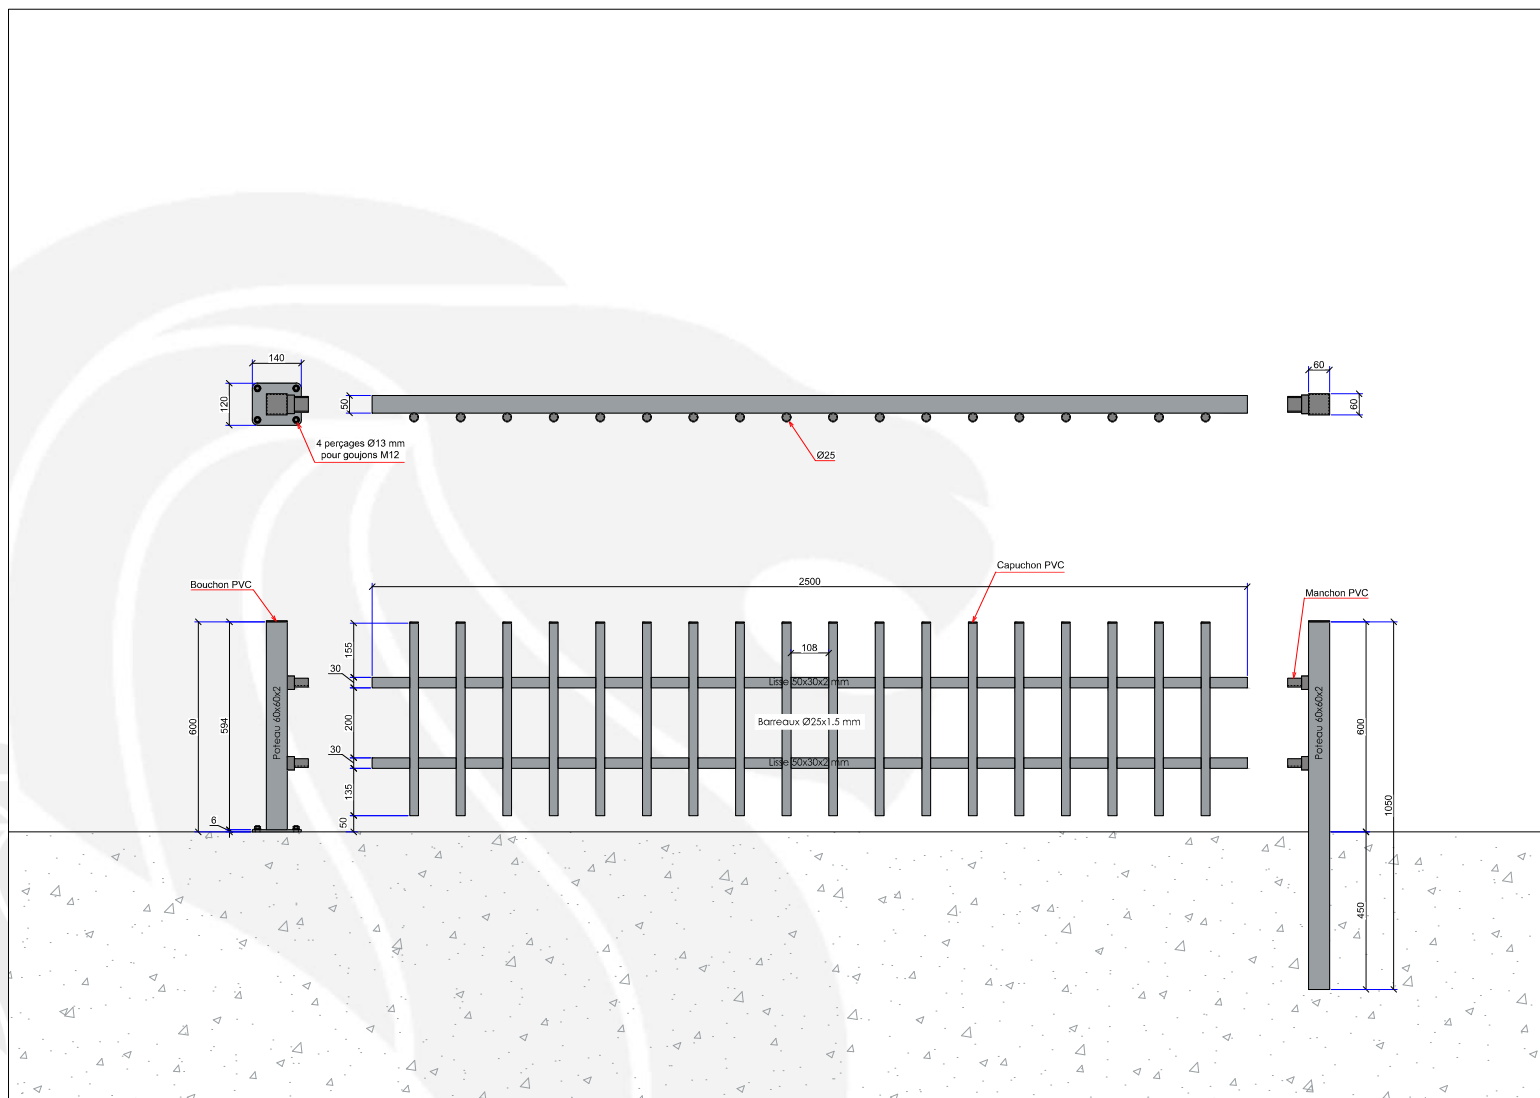 140
120
4 perçages Ø13 mm
pour goujons M12
50
Ø25
60
60
Bouchon PVC
2500
Capuchon PVC
Manchon PVC
600
594
6
Poteau 60x60x2
155
30
200
30
135
50
108
Lisse 50x30x2 mm
Barreaux Ø25x1.5 mm
Lisse 50x30x2 mm
Poteau 60x60x2
600
1050
450